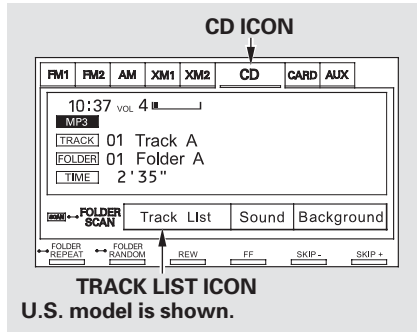 CD ICON
FM1 FM2 AM XM1 XM2 CD CARD AUX
10:37 VOL 4
MP3
TRACK 01 Track A
FOLDER 01 Folder A
TIME 2'35"
SCAN FOLDER SCAN Track List Sound Background
FOLDER REPEAT FOLDER RANDOM REW FF SKIP- SKIP +
TRACK LIST ICON
U.S. model is shown.